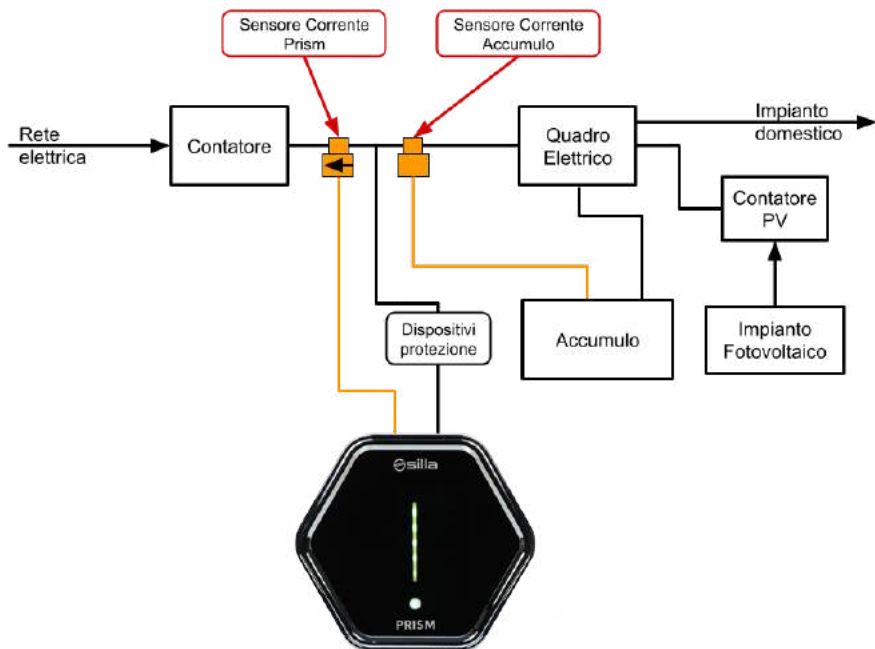 Sensore Corrente
Prism
Sensore Corrente
Accumulo
Rete
elettrica
Contatore
Quadro
Elettrico
Impianto
domestico
Contatore
PV
Dispositivi
protezione
Accumulo
Impianto
Fotovoltaico
silla
PRISM